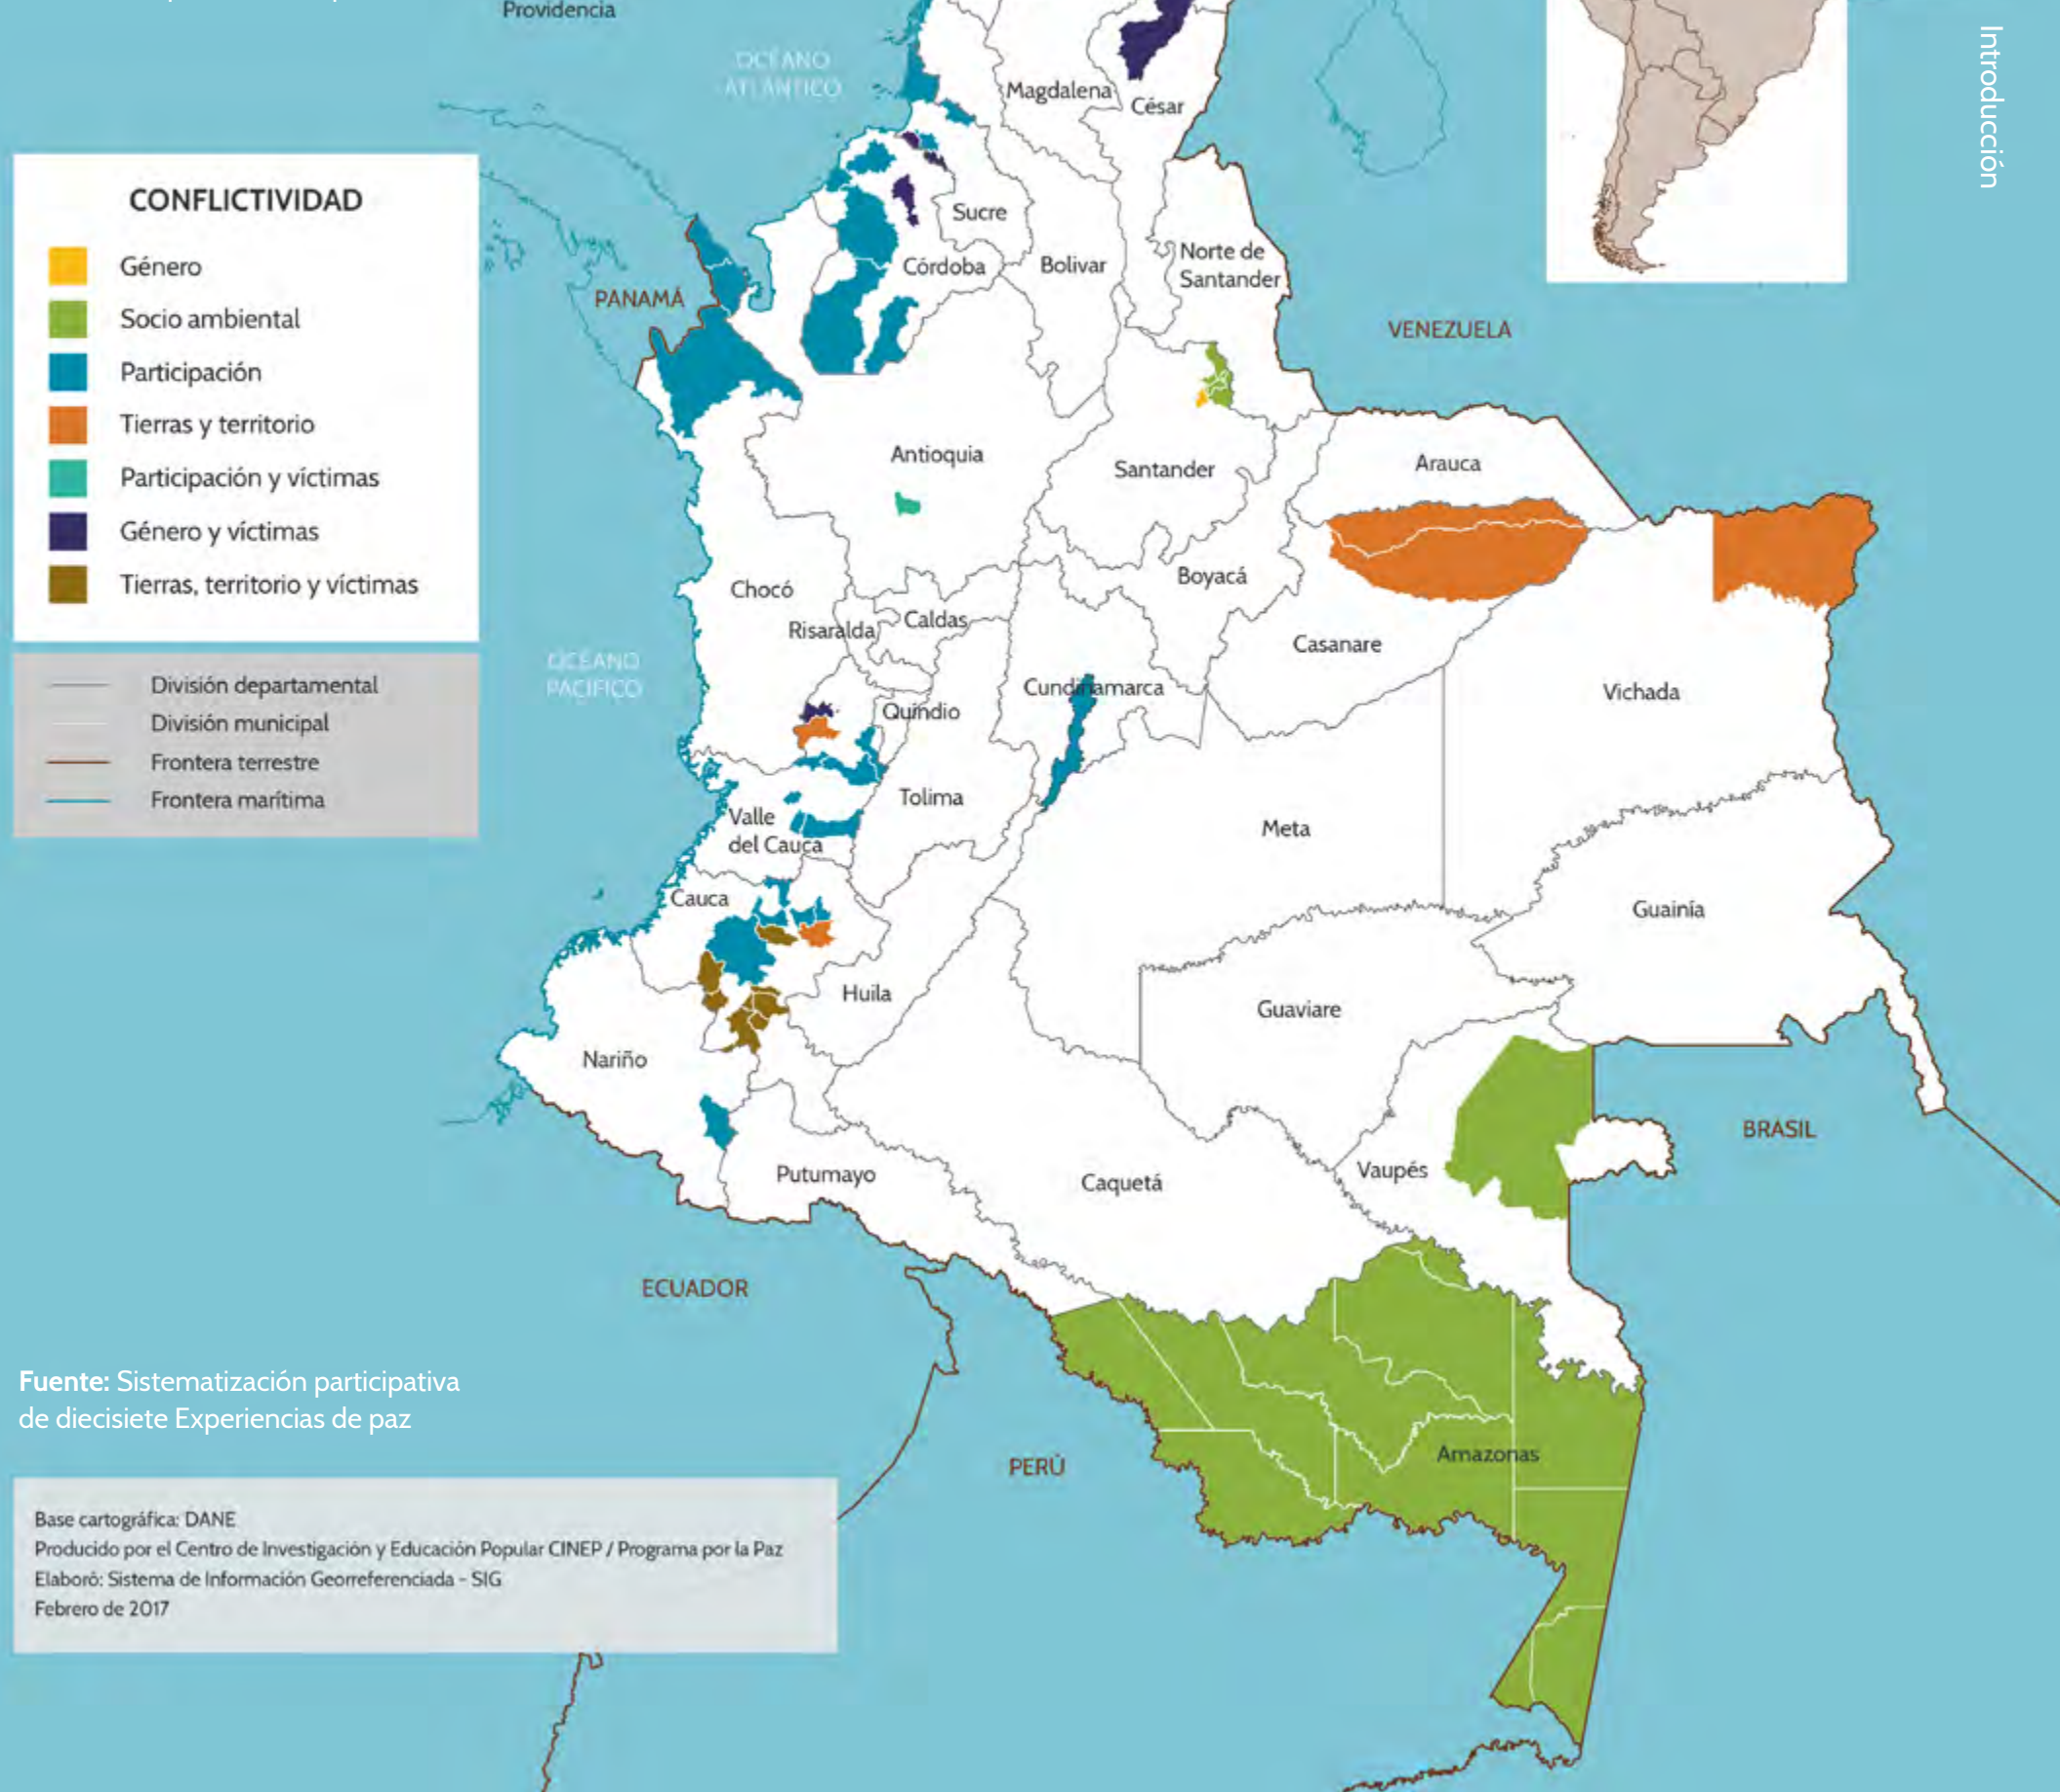 Providencia
Introducción
OCÉANO
ATLÁNTICO
Magdalena
César
CONFLICTIVIDAD
Género
Socio ambiental
Participación
Tierras y territorio
Participación y víctimas
Género y víctimas
Tierras, territorio y víctimas
División departamental
División municipal
Frontera terrestre
Frontera marítima
Sucre
Córdoba
Bolivar
Norte de
Santander
PANAMÁ
VENEZUELA
Antioquia
Santander
Arauca
Chocó
Boyacá
Caldas
Risaralda
Casanare
OCÉANO
PACIFICO
Cundinamarca
Quindio
Vichada
Tolima
Valle
del Cauca
Meta
Cauca
Guainía
Huila
Guaviare
Nariño
BRASIL
Putumayo
Caquetá
Vaupés
ECUADOR
PERÚ
Amazonas
Fuente: Sistematización participativa
de diecisiete Experiencias de paz
Base cartográfica: DANE
Producido por el Centro de Investigación y Educación Popular CINEP / Programa por la Paz
Elaboró: Sistema de Información Georreferenciada - SIG
Febrero de 2017